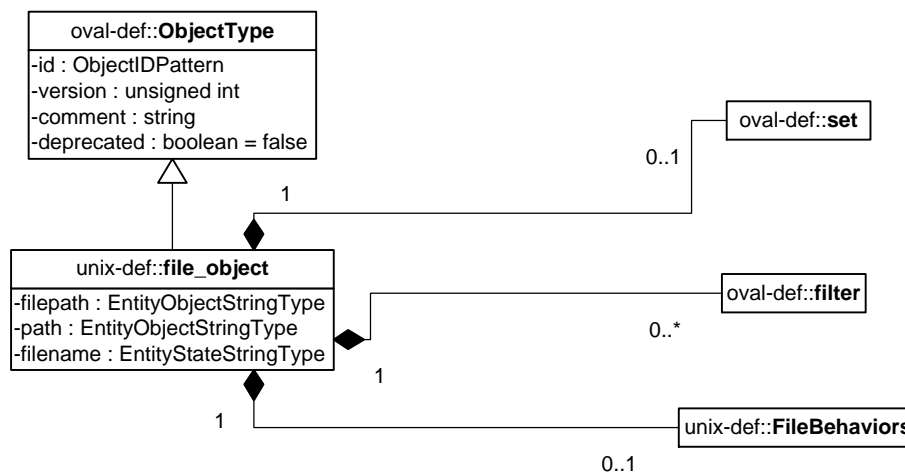 oval-def::ObjectType
-id : ObjectIDPattern
-version : unsigned int
-comment : string
-deprecated : boolean = false
oval-def::set
0..1
1
unix-def::file_object
-filepath : EntityObjectStringType
-path : EntityObjectStringType
-filename : EntityStateStringType
oval-def::filter
0..*
1
1
unix-def::FileBehaviors
0..1